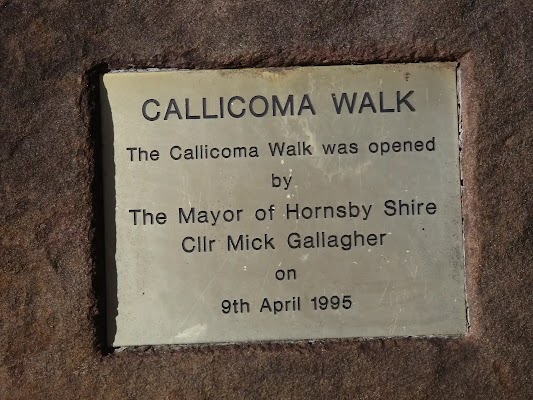 CALLICOMA WALK
The Callicoma Walk was opened
by
The Mayor of Hornsby Shire
Cllr Mick Gallagher
on
9th April 1995